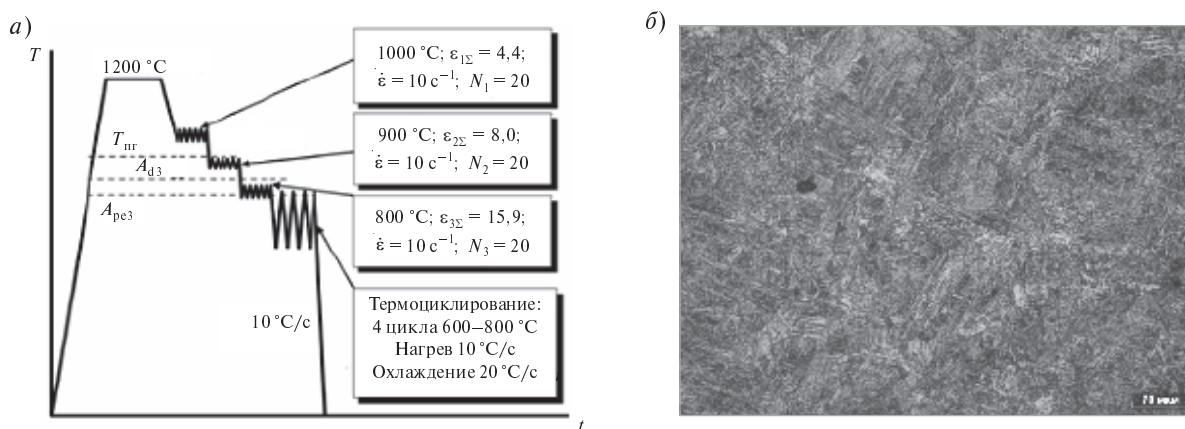 а)
T
1200 °C
Tпг
Ad3
Ape3
10 °C/с
t
1000 °C; ε1Σ = 4,4;
ε̇ = 10 с−1; N1 = 20
900 °C; ε2Σ = 8,0;
ε̇ = 10 с−1; N2 = 20
800 °C; ε3Σ = 15,9;
ε̇ = 10 с−1; N3 = 20
Термоциклирование:
4 цикла 600–800 °C
Нагрев 10 °C/с
Охлаждение 20 °C/с
б)